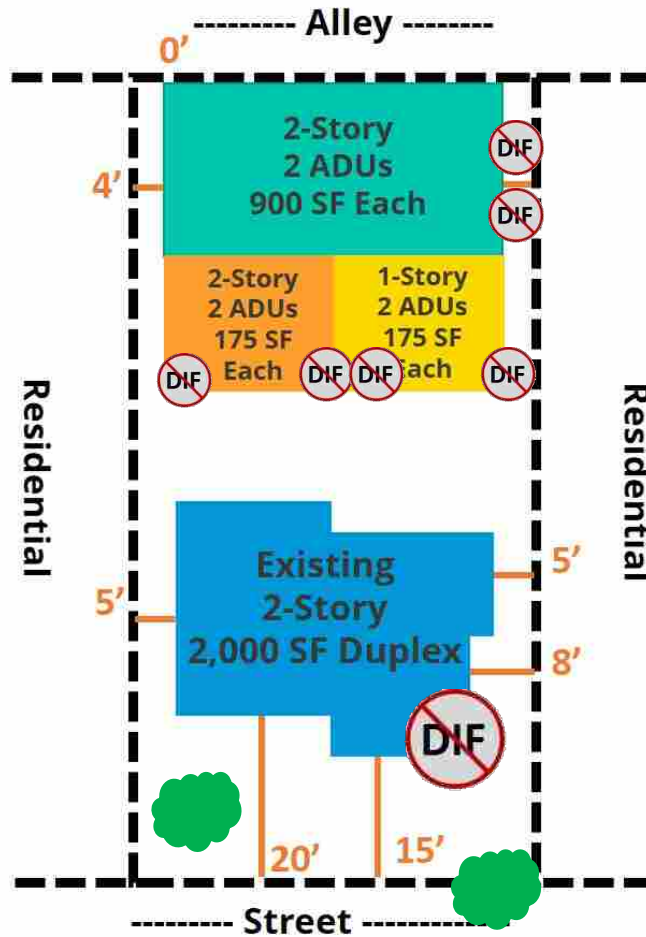 Alley
0’
2-Story
2 ADUs
900 SF Each
DIF
4’
DIF
2-Story
2 ADUs
175 SF
Each
1-Story
2 ADUs
175 SF
Each
DIF
DIF
DIF
DIF
Residential
Residential
Existing
2-Story
2,000 SF Duplex
5’
5’
8’
DIF
20’
15’
Street